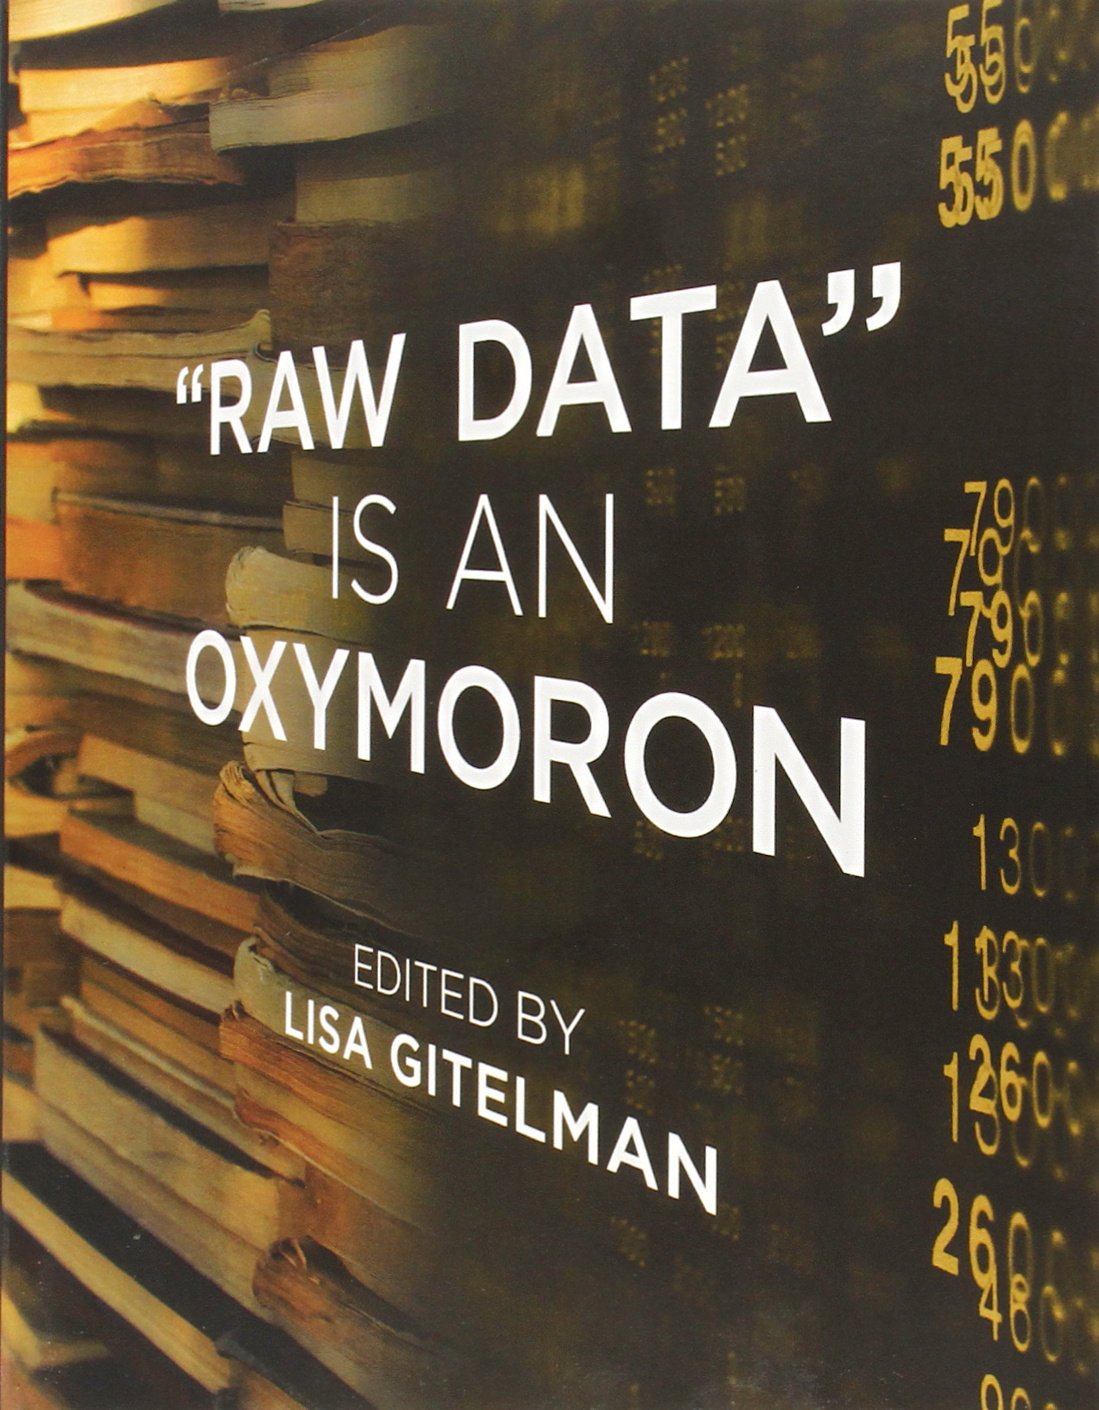 “RAW DATA”
IS AN
OXYMORON
EDITED BY
LISA GITELMAN